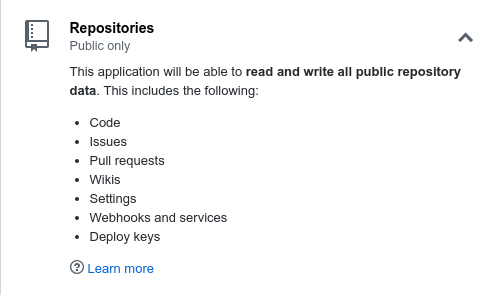 Repositories
Public only
This application will be able to read and write all public repository
data. This includes the following:
Code
Issues
Pull requests
Wikis
Settings
Webhooks and services
Deploy keys
Learn more